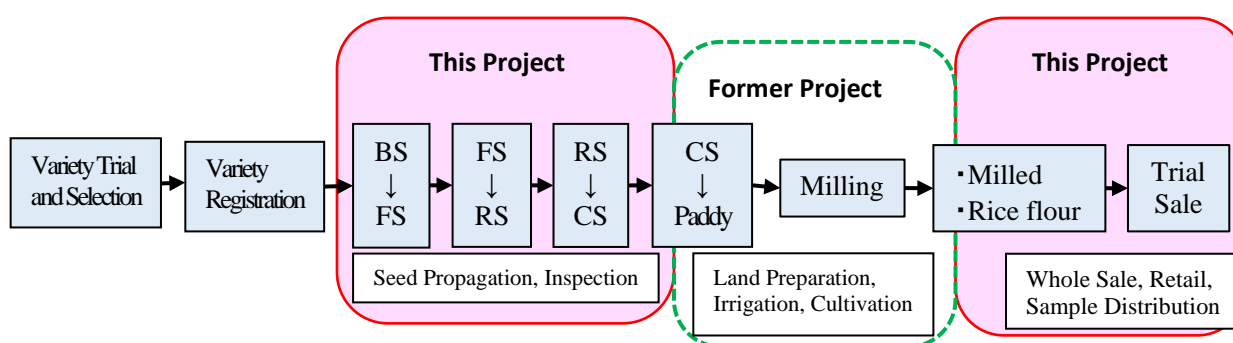 This Project
Former Project
This Project
Variety Trial
and Selection
Variety
Registration
BS
↓
FS
FS
↓
RS
RS
↓
CS
CS
↓
Paddy
Milling
・Milled
・Rice flour
Trial
Sale
Seed Propagation, Inspection
Land Preparation,
Irrigation, Cultivation
Whole Sale, Retail,
Sample Distribution